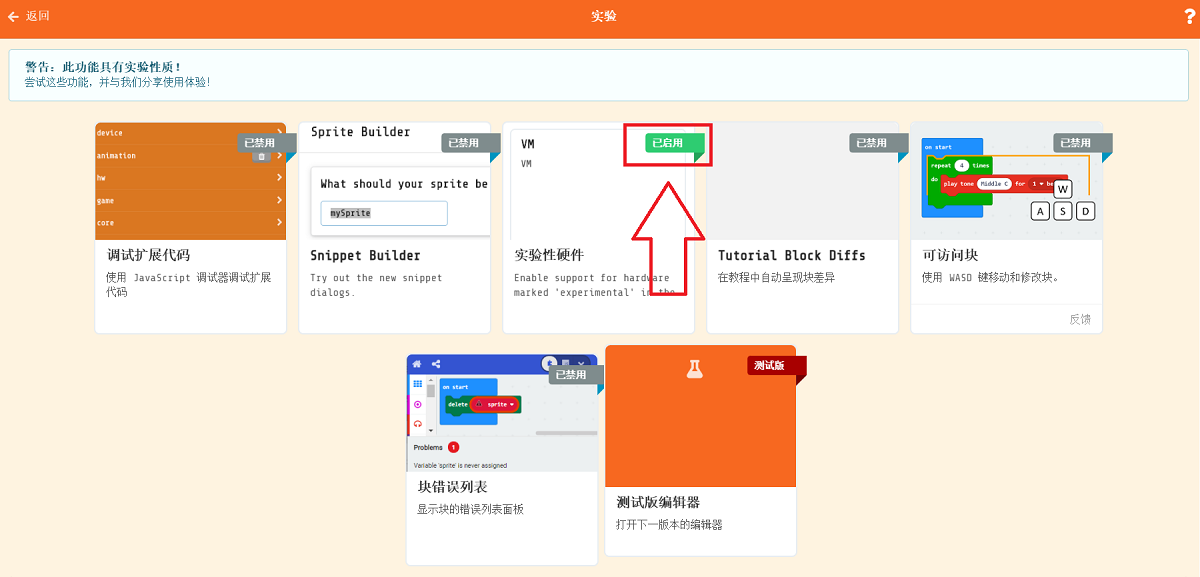 返回
实验
?
警告：此功能具有实验性质！
尝试这些功能，并与我们分享使用体验！
device
已禁用
animation
hw
game
core
调试扩展代码
使用 JavaScript 调试器调试扩展
代码
Sprite Builder
已禁用
What should your sprite be
mySprite
Snippet Builder
Try out the new snippet
dialogs.
VM
已启用
VM
实验性硬件
Enable support for hardware
marked 'experimental' in the
已禁用
Tutorial Block Diffs
在教程中自动呈现块差异
已禁用
on start
repeat 4 times
do
play tone Middle C for 1 be
W
A S D
可访问块
使用 WASD 键移动和修改块。
反馈
已禁用
on start
delete sprite
Problems 1
Variable 'sprite' is never assigned
块错误列表
显示块的错误列表面板
测试版
测试版编辑器
打开下一版本的编辑器